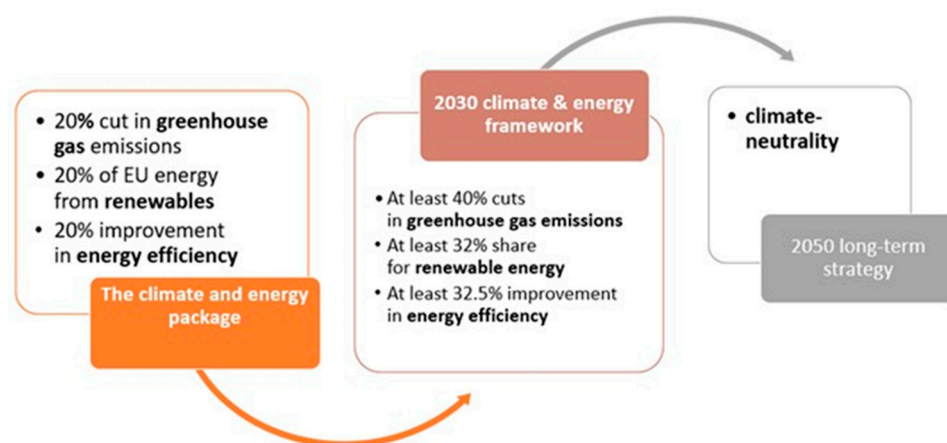 • 20% cut in greenhouse
gas emissions
• 20% of EU energy
from renewables
• 20% improvement
in energy efficiency
The climate and energy
package
2030 climate & energy
framework
• At least 40% cuts
in greenhouse gas emissions
• At least 32% share
for renewable energy
• At least 32.5% improvement
in energy efficiency
• climate-
neutrality
2050 long-term
strategy